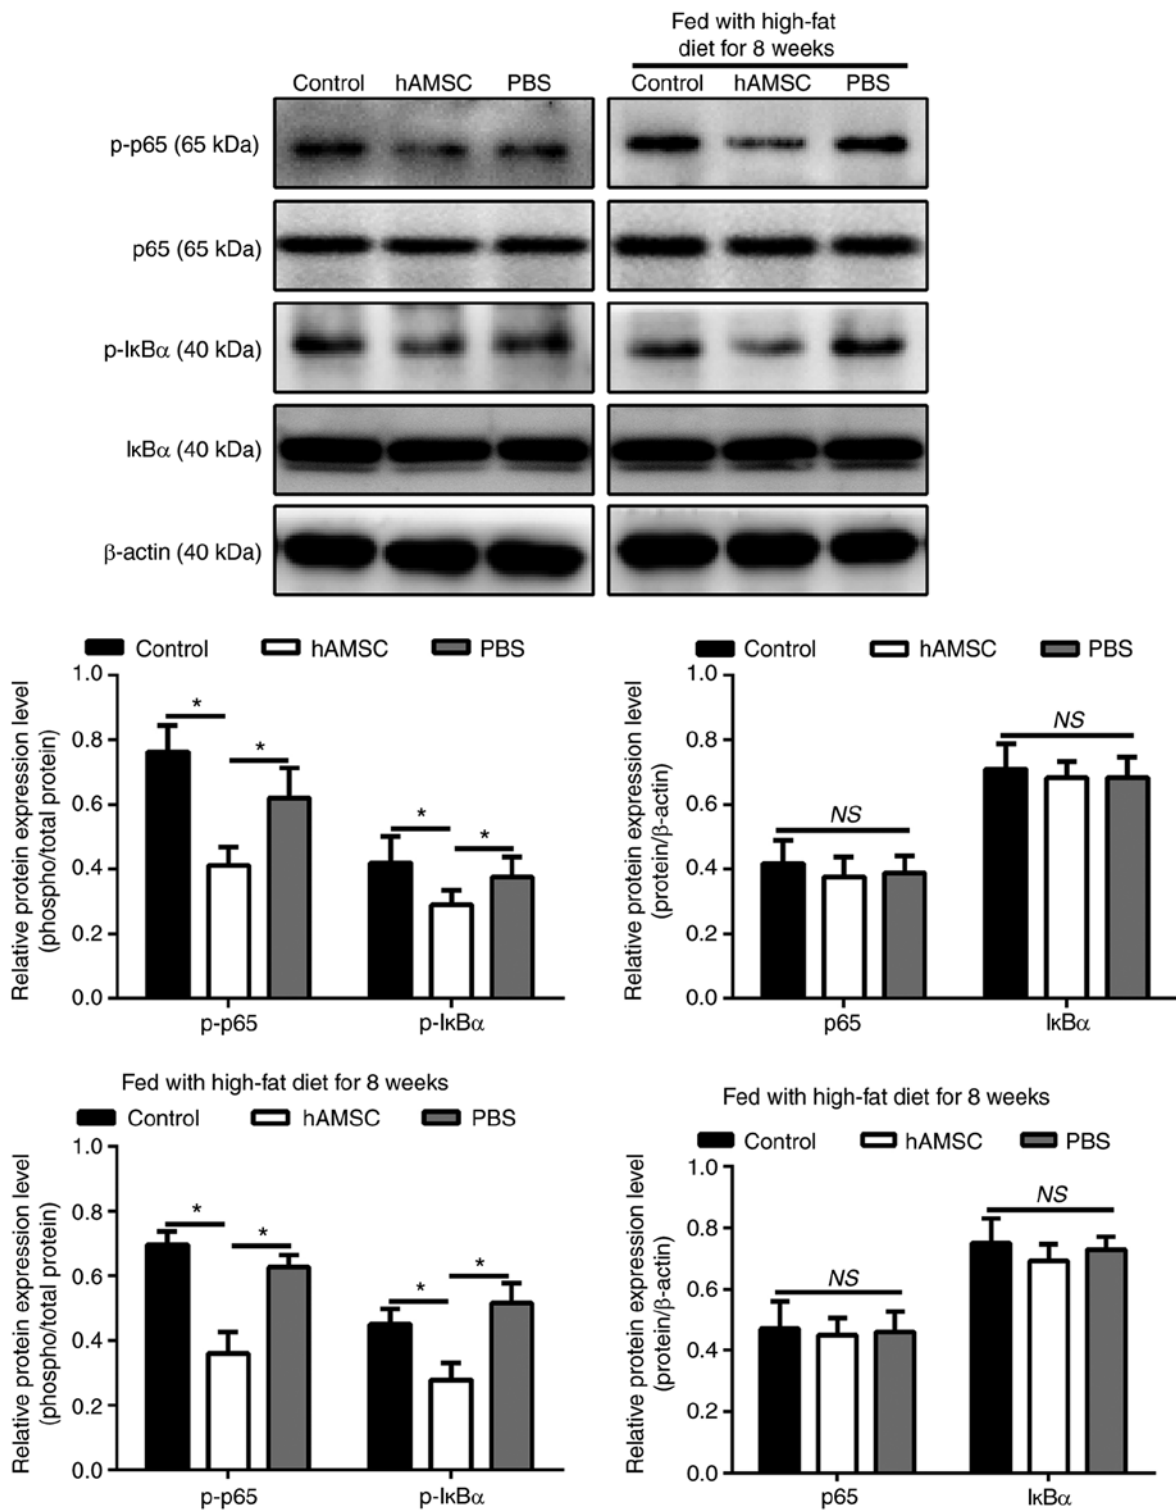 Fed with high-fat
diet for 8 weeks
Control hAMSC PBS Control hAMSC PBS
p-p65 (65 kDa)
p65 (65 kDa)
p-IκBα (40 kDa)
IκBα (40 kDa)
β-actin (40 kDa)
Control hAMSC PBS
Relative protein expression level
(phospho/total protein)
1.0
0.8
0.6
0.4
0.2
0.0
* * * *
p-p65 p-IκBα
Control hAMSC PBS
Relative protein expression level
(protein/β-actin)
1.0
0.8
0.6
0.4
0.2
0.0
NS NS
p65 IκBα
Fed with high-fat diet for 8 weeks
Control hAMSC PBS
Relative protein expression level
(phospho/total protein)
1.0
0.8
0.6
0.4
0.2
0.0
* * * *
p-p65 p-IκBα
Fed with high-fat diet for 8 weeks
Control hAMSC PBS
Relative protein expression level
(protein/β-actin)
1.0
0.8
0.6
0.4
0.2
0.0
NS NS
p65 IκBα